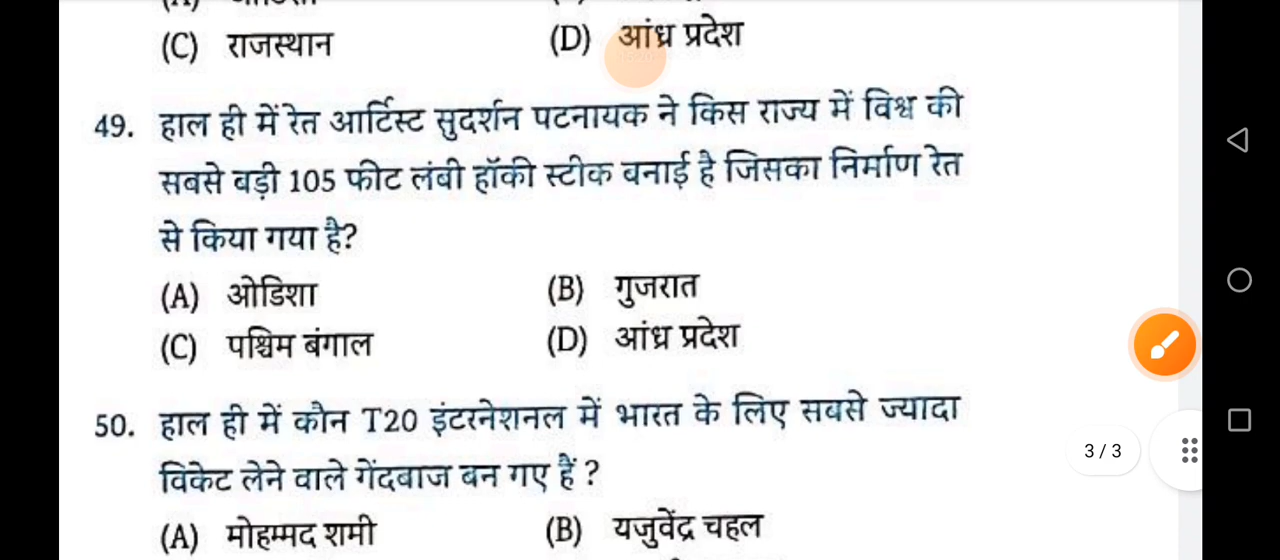 (C) राजस्थान (D) आंध्र प्रदेश
49. हाल ही में रेत आर्टिस्ट सुदर्शन पटनायक ने किस राज्य में विश्व की
सबसे बड़ी 105 फीट लंबी हॉकी स्टीक बनाई है जिसका निर्माण रेत
से किया गया है?
(A) ओडिशा (B) गुजरात
(C) पश्चिम बंगाल (D) आंध्र प्रदेश
50. हाल ही में कौन T20 इंटरनेशनल में भारत के लिए सबसे ज्यादा
विकेट लेने वाले गेंदबाज बन गए हैं ?
3 / 3
(A) मोहम्मद शमी (B) यजुवेंद्र चहल